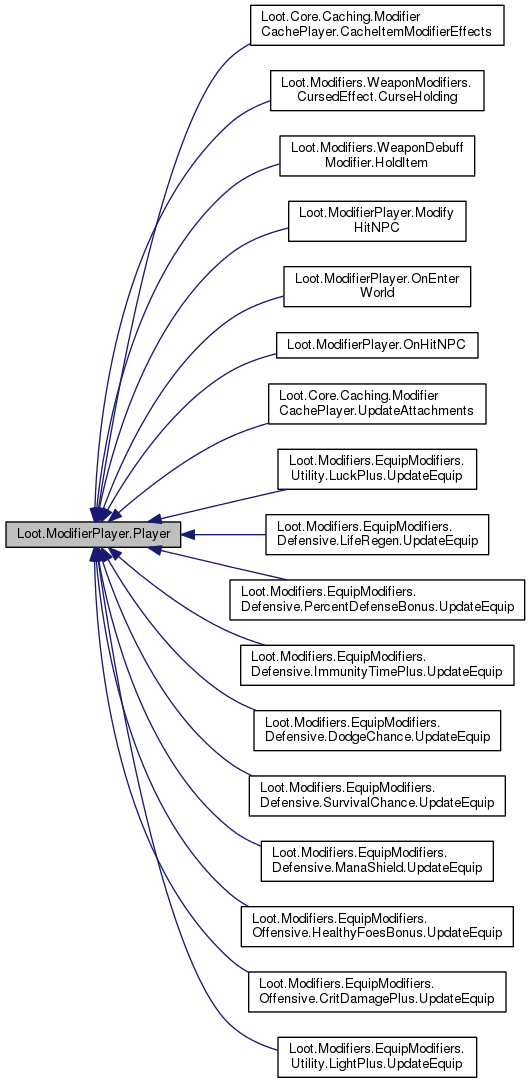 Loot.Core.Caching.Modifier
CachePlayer.CacheItemModifierEffects
Loot.Modifiers.WeaponModifiers.
CursedEffect.CurseHolding
Loot.Modifiers.WeaponDebuff
Modifier.HoldItem
Loot.ModifierPlayer.Modify
HitNPC
Loot.ModifierPlayer.OnEnter
World
Loot.ModifierPlayer.OnHitNPC
Loot.Core.Caching.Modifier
CachePlayer.UpdateAttachments
Loot.Modifiers.EquipModifiers.
Utility.LuckPlus.UpdateEquip
Loot.ModifierPlayer.Player
Loot.Modifiers.EquipModifiers.
Defensive.LifeRegen.UpdateEquip
Loot.Modifiers.EquipModifiers.
Defensive.PercentDefenseBonus.UpdateEquip
Loot.Modifiers.EquipModifiers.
Defensive.ImmunityTimePlus.UpdateEquip
Loot.Modifiers.EquipModifiers.
Defensive.DodgeChance.UpdateEquip
Loot.Modifiers.EquipModifiers.
Defensive.SurvivalChance.UpdateEquip
Loot.Modifiers.EquipModifiers.
Defensive.ManaShield.UpdateEquip
Loot.Modifiers.EquipModifiers.
Offensive.HealthyFoesBonus.UpdateEquip
Loot.Modifiers.EquipModifiers.
Offensive.CritDamagePlus.UpdateEquip
Loot.Modifiers.EquipModifiers.
Utility.LightPlus.UpdateEquip